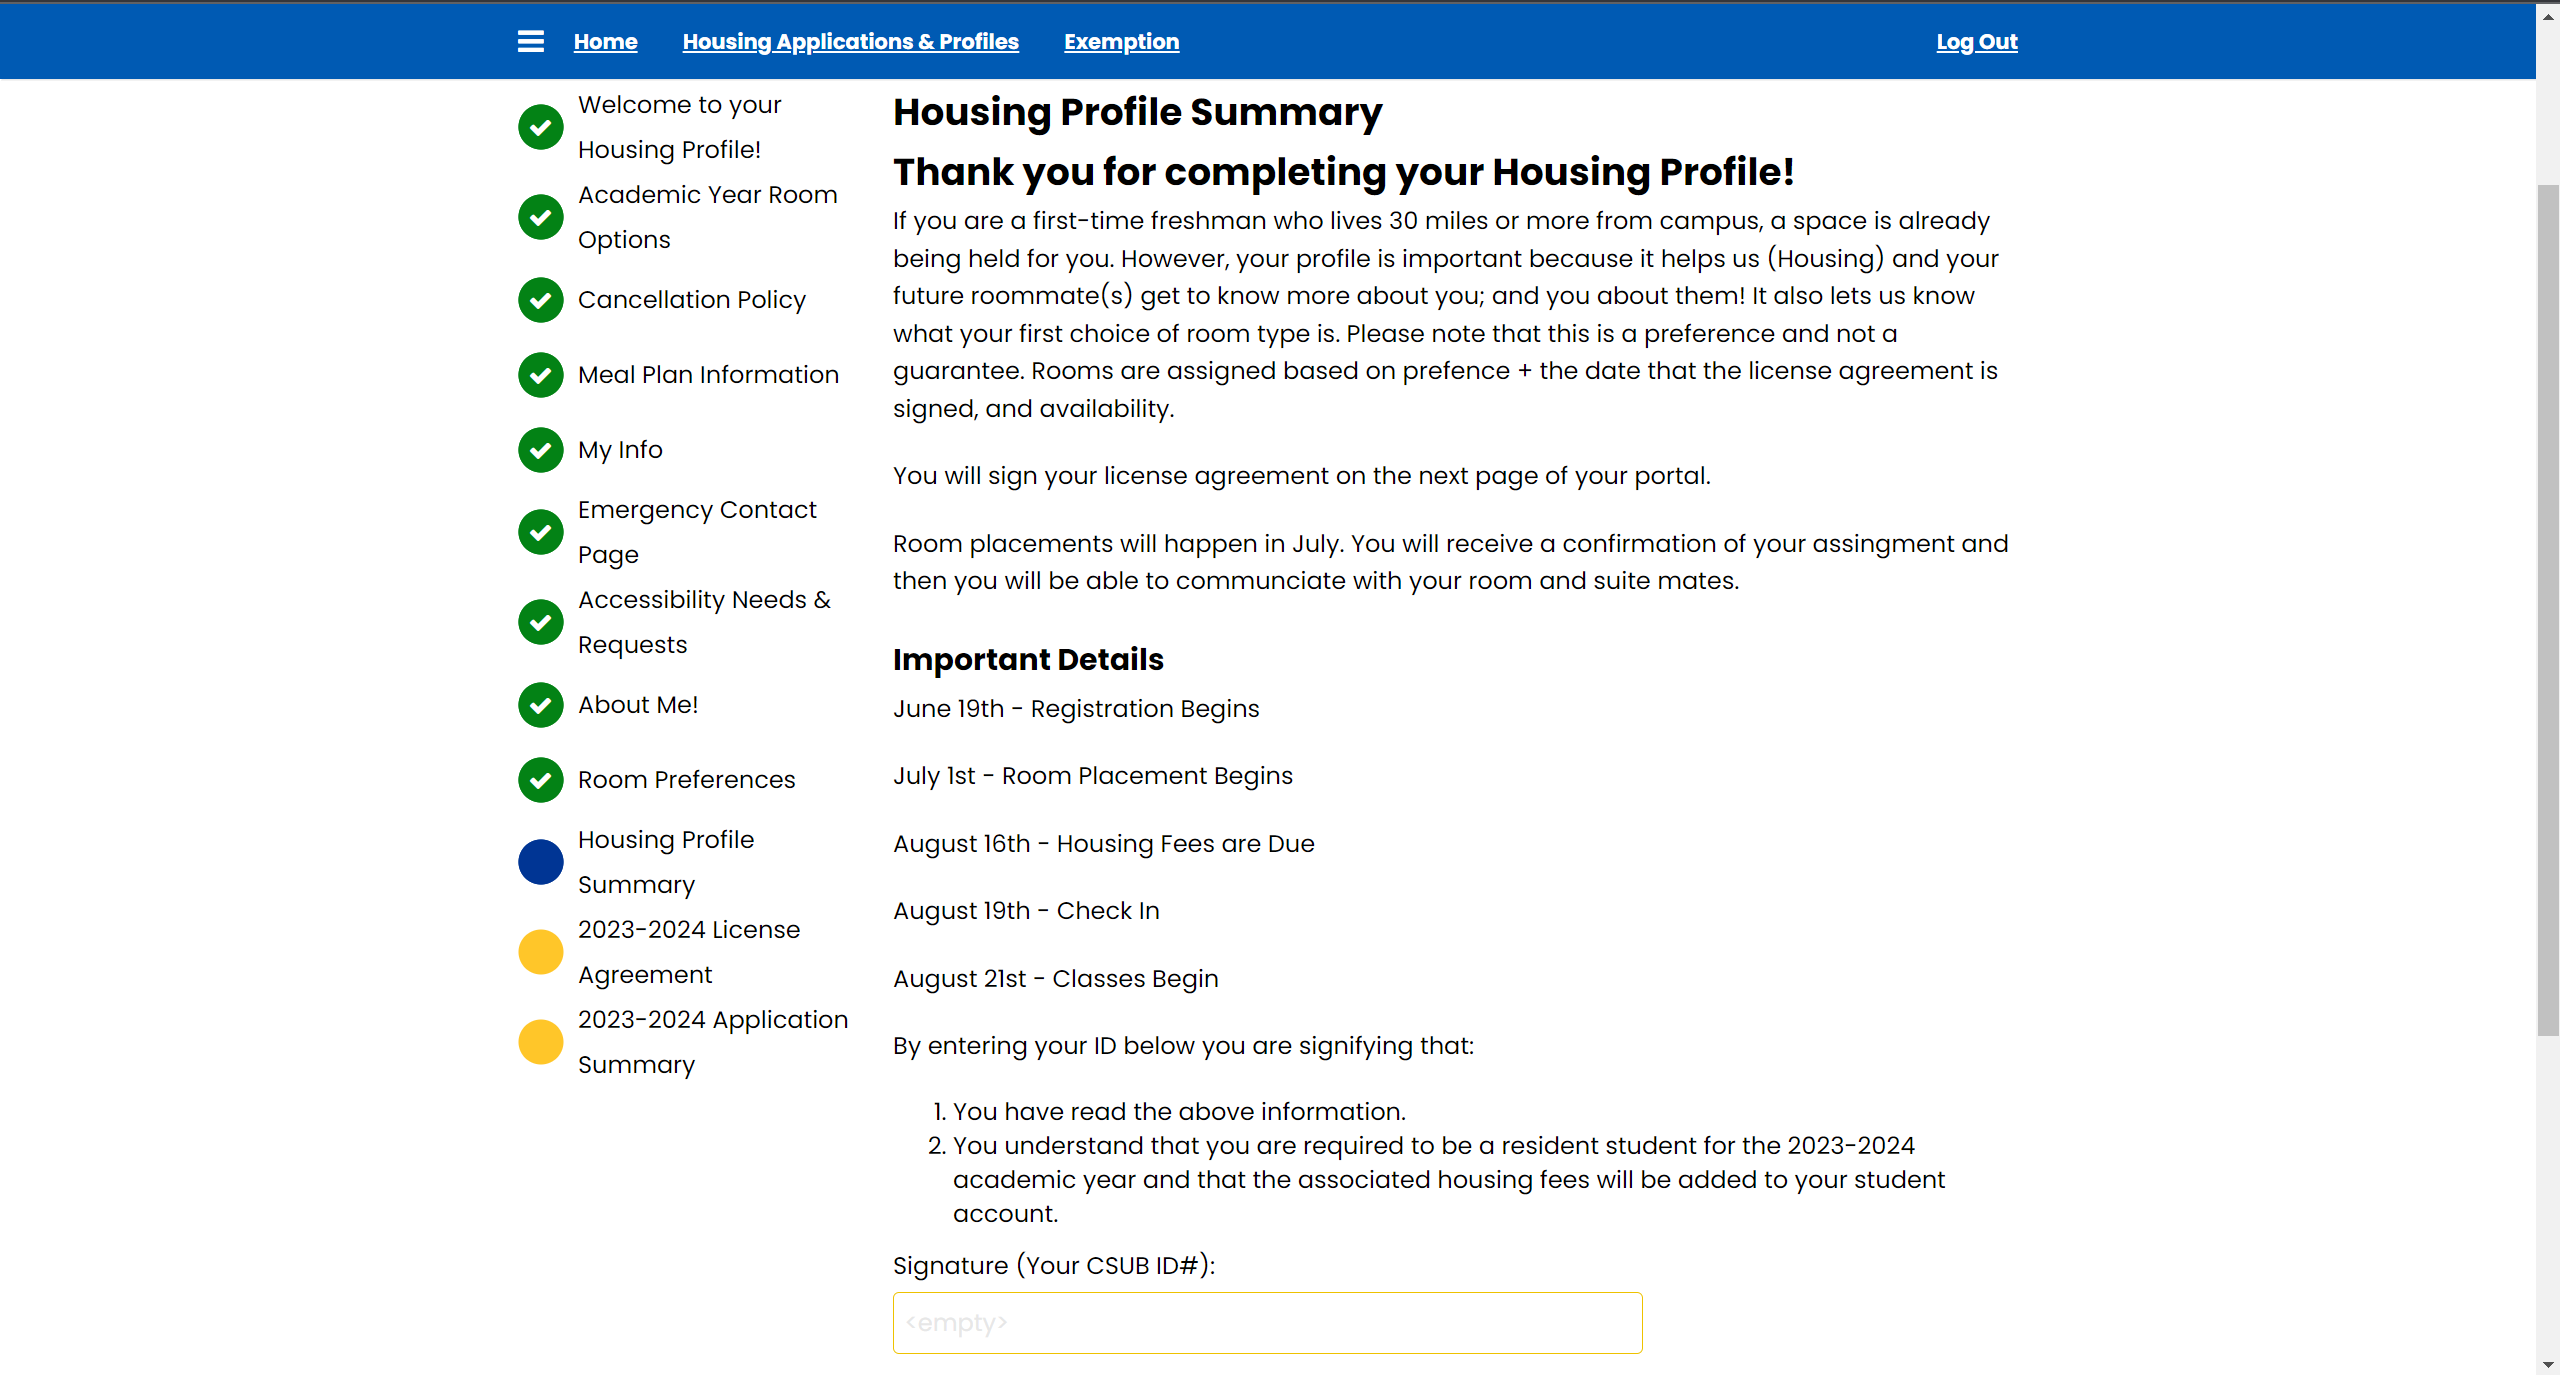 Home Housing Applications & Profiles Exemption Log Out
Welcome to your
Housing Profile!
Academic Year Room
Options
Cancellation Policy
Meal Plan Information
My Info
Emergency Contact
Page
Accessibility Needs &
Requests
About Me!
Room Preferences
Housing Profile
Summary
2023-2024 License
Agreement
2023-2024 Application
Summary
Housing Profile Summary
Thank you for completing your Housing Profile!
If you are a first-time freshman who lives 30 miles or more from campus, a space is already
being held for you. However, your profile is important because it helps us (Housing) and your
future roommate(s) get to know more about you; and you about them! It also lets us know
what your first choice of room type is. Please note that this is a preference and not a
guarantee. Rooms are assigned based on prefence + the date that the license agreement is
signed, and availability.
You will sign your license agreement on the next page of your portal.
Room placements will happen in July. You will receive a confirmation of your assingment and
then you will be able to communciate with your room and suite mates.
Important Details
June 19th - Registration Begins
July 1st - Room Placement Begins
August 16th - Housing Fees are Due
August 19th - Check In
August 21st - Classes Begin
By entering your ID below you are signifying that:
1. You have read the above information.
2. You understand that you are required to be a resident student for the 2023-2024
academic year and that the associated housing fees will be added to your student
account.
Signature (Your CSUB ID#):
<empty>